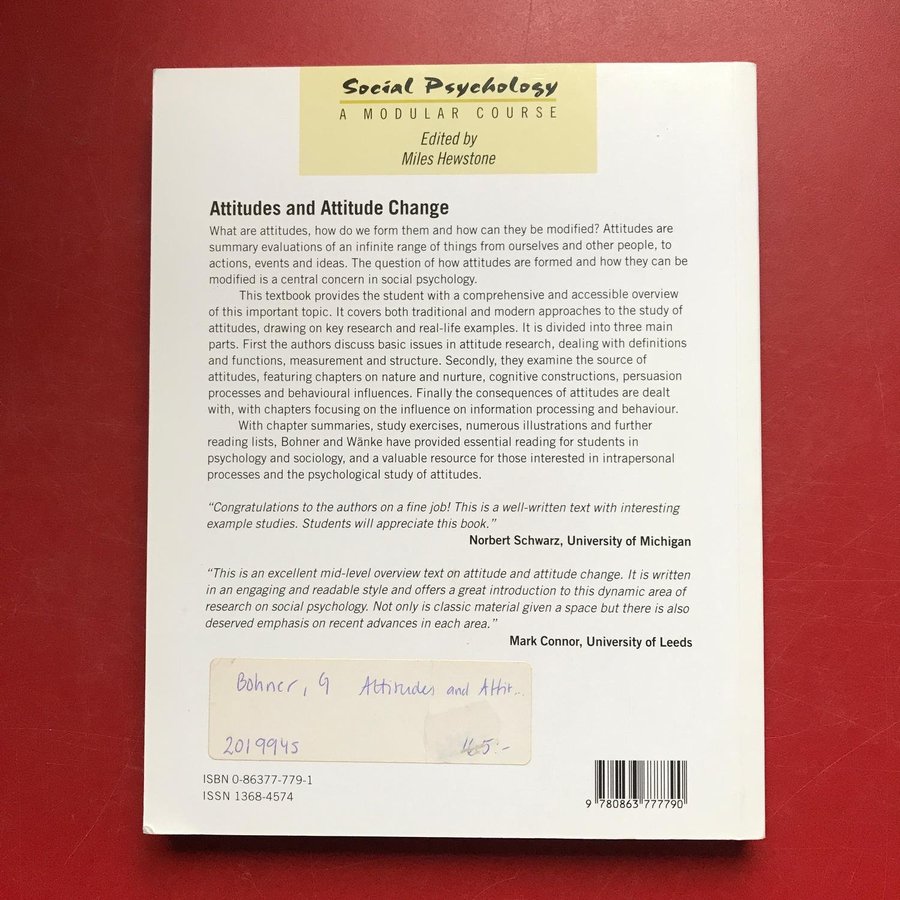 Social Psychology
A MODULAR COURSE
Edited by
Miles Hewstone
Attitudes and Attitude Change
What are attitudes, how do we form them and how can they be modified? Attitudes are
summary evaluations of an infinite range of things from ourselves and other people, to
actions, events and ideas. The question of how attitudes are formed and how they can be
modified is a central concern in social psychology.
This textbook provides the student with a comprehensive and accessible overview
of this important topic. It covers both traditional and modern approaches to the study of
attitudes, drawing on key research and real-life examples. It is divided into three main
parts. First the authors discuss basic issues in attitude research, dealing with definitions
and functions, measurement and structure. Secondly, they examine the source of
attitudes, featuring chapters on nature and nurture, cognitive constructions, persuasion
processes and behavioural influences. Finally the consequences of attitudes are dealt
with, with chapters focusing on the influence on information processing and behaviour.
With chapter summaries, study exercises, numerous illustrations and further
reading lists, Bohner and Wänke have provided essential reading for students in
psychology and sociology, and a valuable resource for those interested in intrapersonal
processes and the psychological study of attitudes.
“Congratulations to the authors on a fine job! This is a well-written text with interesting
example studies. Students will appreciate this book.”
Norbert Schwarz, University of Michigan
“This is an excellent mid-level overview text on attitude and attitude change. It is written
in an engaging and readable style and offers a great introduction to this dynamic area of
research on social psychology. Not only is classic material given a space but there is also
deserved emphasis on recent advances in each area.”
Mark Connor, University of Leeds
Bohner, G Attitudes and Attit...
201994s
ISBN 0-86377-779-1
ISSN 1368-4574
9 780863 777790